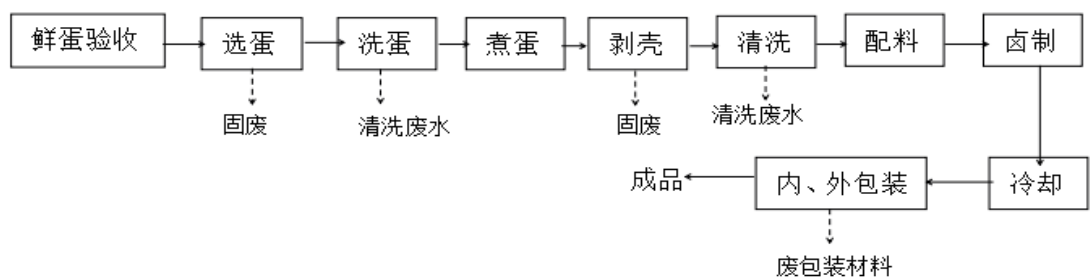 鲜蛋验收
选蛋
洗蛋
煮蛋
剥壳
清洗
配料
卤制
固废
清洗废水
固废
清洗废水
成品
内、外包装
冷却
废包装材料